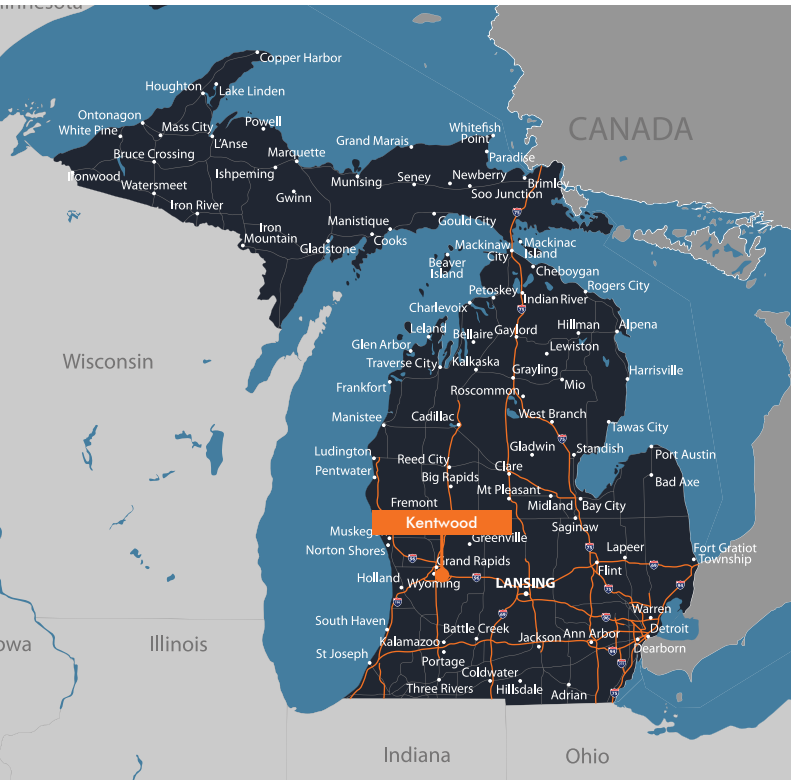 Copper Harbor
Houghton
Lake Linden
Ontonagon
White Pine
Mass City
Powell
L'Anse
Bruce Crossing
Marquette
Ironwood
Ishpeming
Watersmeet
Gwinn
Iron River
Iron
Mountain
Grand Marais
Whitefish
Point
Paradise
Munising
Seney
Newberry
Soo Junction
Brimley
Manistique
Gould City
Gladstone
Cooks
CANADA
75
Mackinaw
City
Mackinac
Island
Beaver
Island
Cheboygan
Petoskey
Indian River
Rogers City
Charlevoix
75
Leland
Bellaire
Gaylord
Hillman
Alpena
Glen Arbor
Lewiston
Traverse City
Kalkaska
Wisconsin
Grayling
Mio
Harrisville
Frankfort
Roscommon
Manistee
Cadillac
West Branch
Tawas City
75
Ludington
Gladwin
Standish
Port Austin
Pentwater
Reed City
Clare
Bad Axe
Big Rapids
Mt Pleasant
Fremont
Midland
Bay City
Kentwood
Saginaw
Muskeg
Greenville
Norton Shores
75
Lapeer
Fort Gratiot
Township
Grand Rapids
Flint
Holland
Wyoming
LANSING
South Haven
Warren
Illinois
Kalamazoo
Battle Creek
Jackson
Ann Arbor
Detroit
Dearborn
St Joseph
Portage
Coldwater
Three Rivers
Hillsdale
Adrian
75
Indiana
Ohio